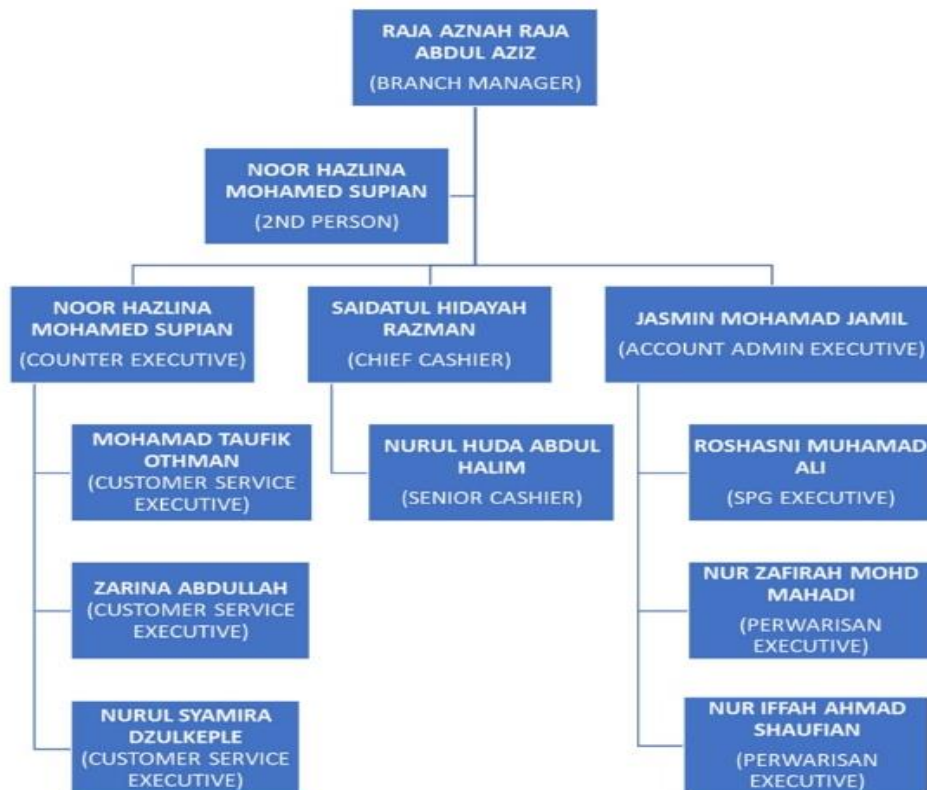 RAJA AZNAH RAJA
ABDUL AZIZ
(BRANCH MANAGER)
NOOR HAZLINA
MOHAMED SUPIAN
(2ND PERSON)
NOOR HAZLINA
MOHAMED SUPIAN
(COUNTER EXECUTIVE)
SAIDATUL HIDAYAH
RAZMAN
(CHIEF CASHIER)
JASMIN MOHAMAD JAMIL
(ACCOUNT ADMIN EXECUTIVE)
MOHAMAD TAUFIK
OTHMAN
(CUSTOMER SERVICE
EXECUTIVE)
NURUL HUDA ABDUL
HALIM
(SENIOR CASHIER)
ROSHASNI MUHAMAD
ALI
(SPG EXECUTIVE)
ZARINA ABDULLAH
(CUSTOMER SERVICE
EXECUTIVE)
NUR ZAFIRAH MOHD
MAHADI
(PERWARISAN
EXECUTIVE)
NURUL SYAMIRA
DZULKEPLE
(CUSTOMER SERVICE
EXECUTIVE)
NUR IFFAH AHMAD
SHAUFIAN
(PERWARISAN
EXECUTIVE)